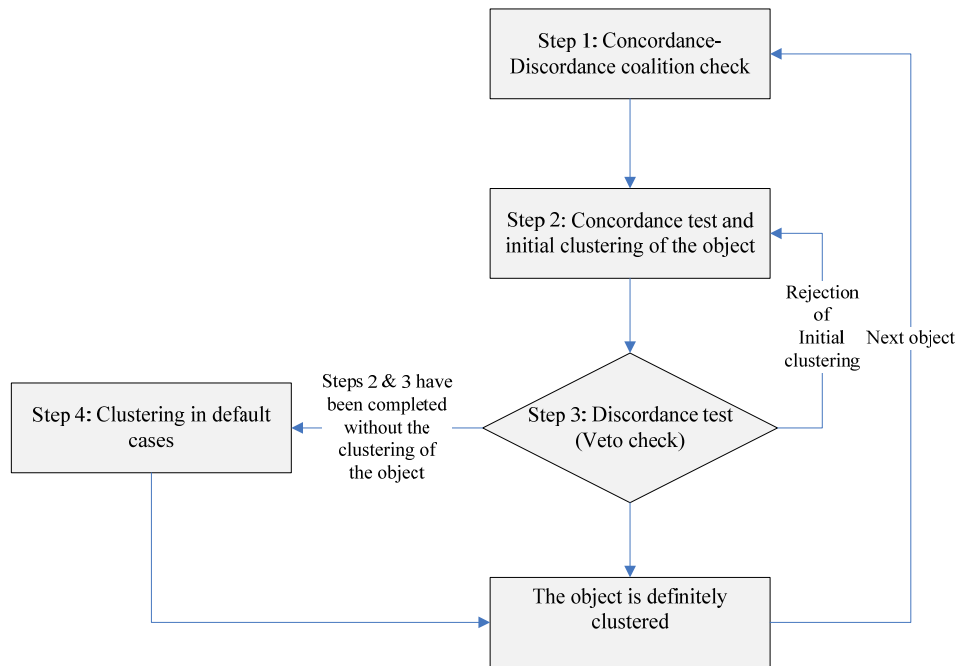 Step 1: Concordance-
Discordance coalition check
Step 2: Concordance test and
initial clustering of the object
Rejection
of
Initial
clustering
Next object
Steps 2 & 3 have
been completed
without the
clustering of
the object
Step 3: Discordance test
(Veto check)
Step 4: Clustering in default
cases
The object is definitely
clustered